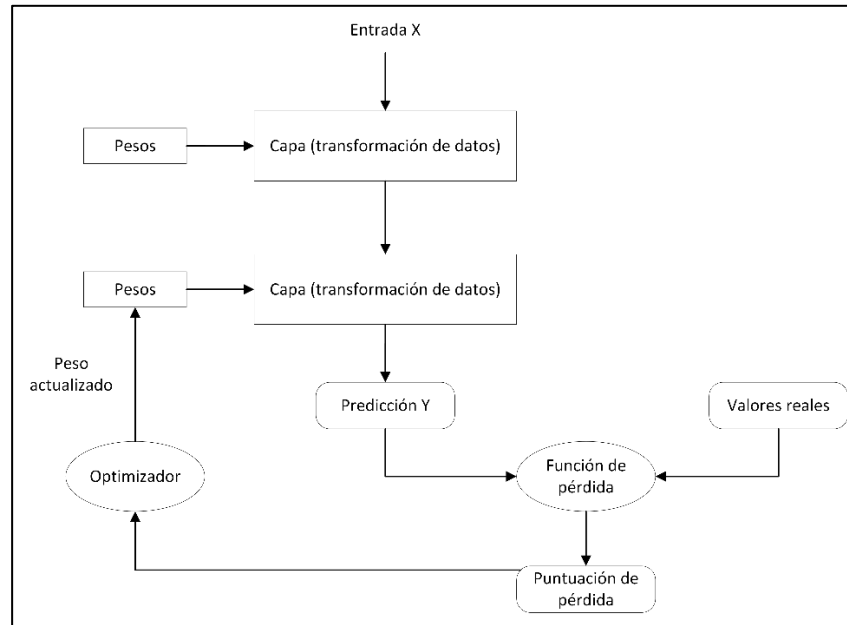 Entrada X
Pesos
Capa (transformación de datos)
Pesos
Capa (transformación de datos)
Peso
actualizado
Predicción Y
Valores reales
Optimizador
Función de
pérdida
Puntuación de
pérdida